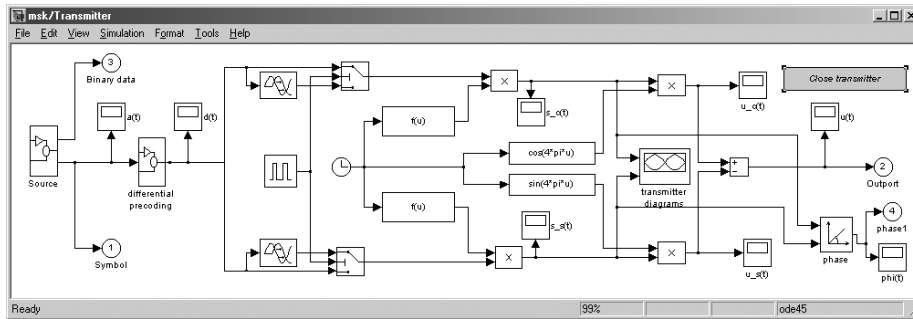 msk/Transmitter
File Edit View Simulation Format Tools Help
3
Binary data
a(t)
d(t)
Source
differential
precoding
1
Symbol
f(u)
f(u)
×
s_c(t)
cos(4*pi*u)
sin(4*pi*u)
s_s(t)
×
×
transmitter
diagrams
×
u_c(t)
u_s(t)
+
−
u(t)
Close transmitter
2
Outport
4
phase1
phase
phi(t)
Ready
99%
ode45